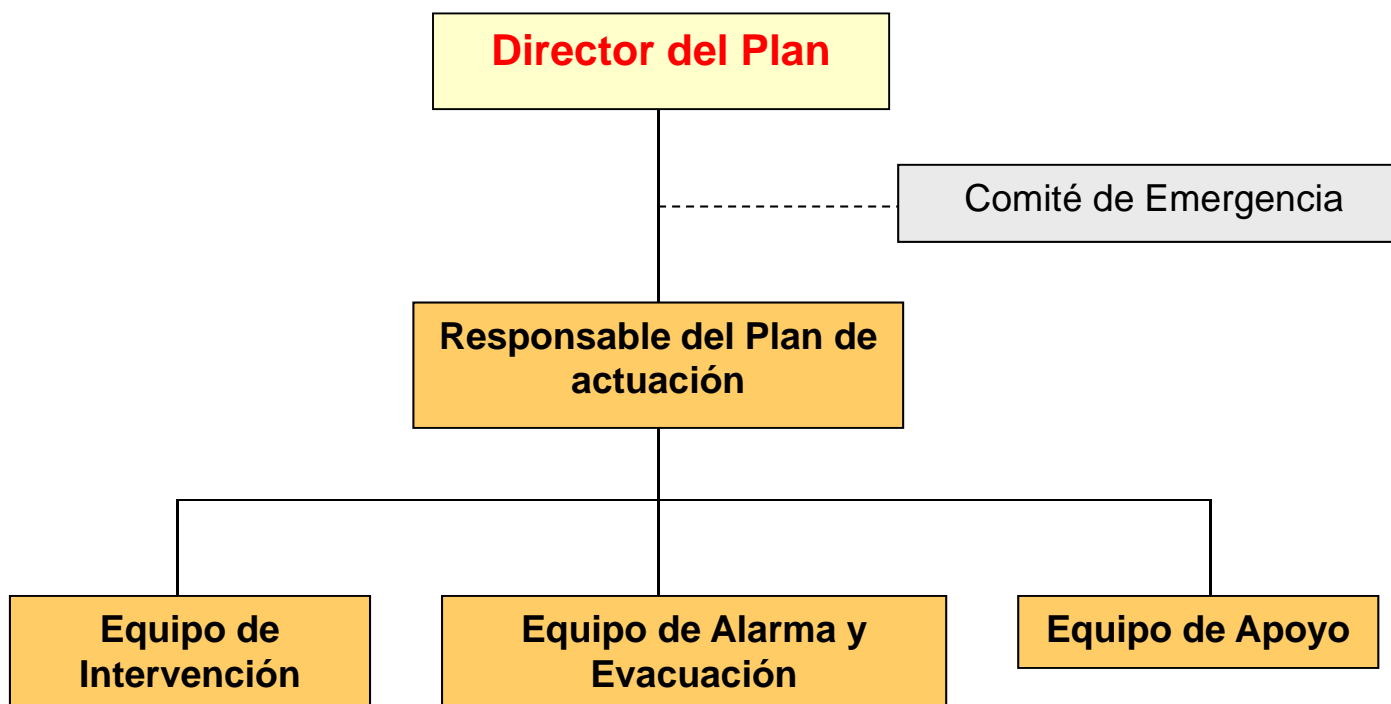 Director del Plan
Comité de Emergencia
Responsable del Plan de
actuación
Equipo de
Intervención
Equipo de Alarma y
Evacuación
Equipo de Apoyo